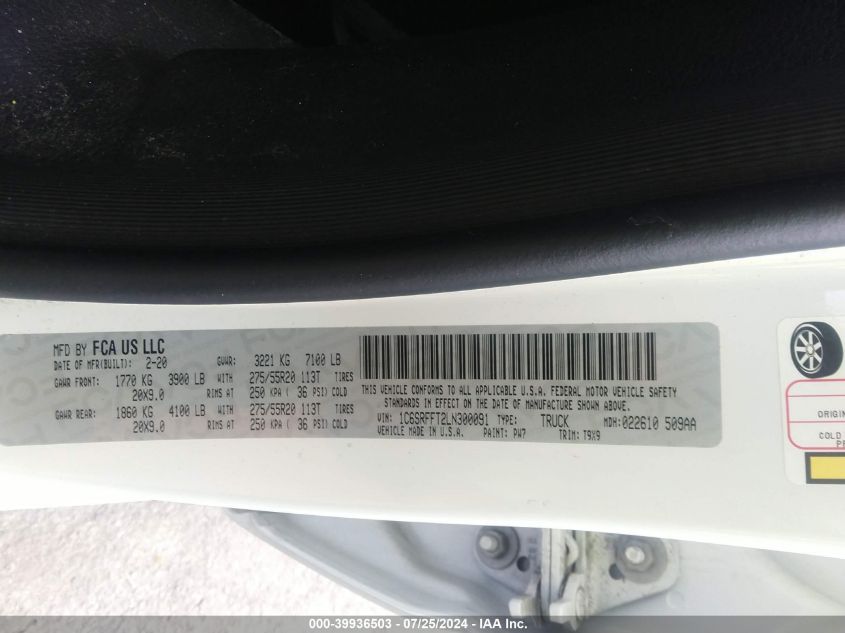 MFD BY FCA US LLC
DATE OF MFR(BUILT): 2-20 GVWR: 3221 KG 7100 LB
GAWR FRONT: 1770 KG 3900 LB WITH 275/55R20 113T TIRES
20X9.0 RIMS AT 250 KPA ( 36 PSI) COLD
GAWR REAR: 1860 KG 4100 LB WITH 275/55R20 113T TIRES
20X9.0 RIMS AT 250 KPA ( 36 PSI) COLD
THIS VEHICLE CONFORMS TO ALL APPLICABLE U.S.A. FEDERAL MOTOR VEHICLE SAFETY
STANDARDS IN EFFECT ON THE DATE OF MANUFACTURE SHOWN ABOVE.
VIN: 1C6SRFFT2LN300091 TYPE: TRUCK MDH: 022610 509AA
VEHICLE MADE IN U.S.A. PAINT: PW7 TRIM: T9X9
ORIGIN
COLD
000-39936503 - 07/25/2024 - IAA Inc.